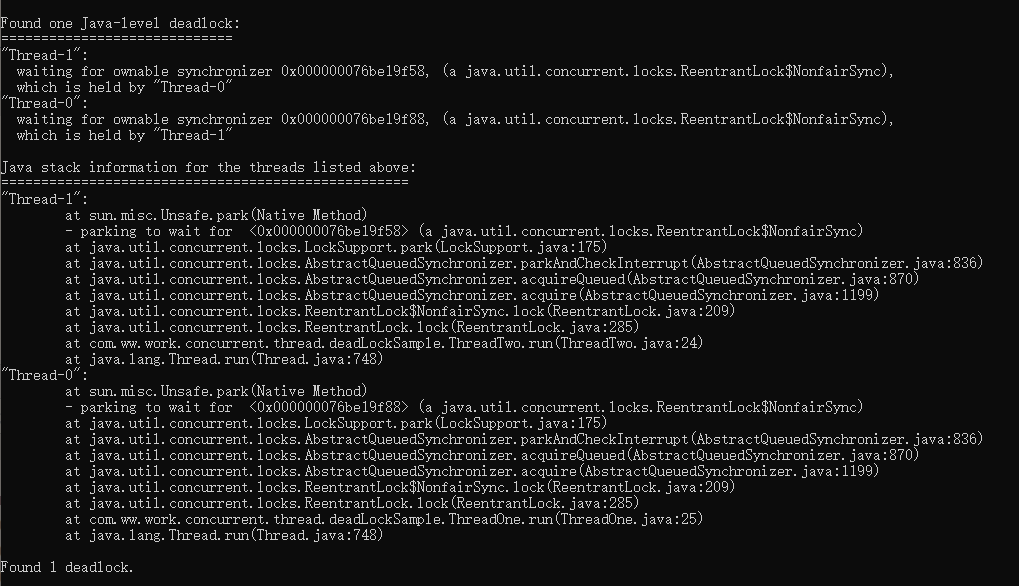 Found one Java-level deadlock:
=============================
"Thread-1":
  waiting for ownable synchronizer 0x000000076be19f58, (a java.util.concurrent.locks.ReentrantLock$NonfairSync),
  which is held by "Thread-0"
"Thread-0":
  waiting for ownable synchronizer 0x000000076be19f88, (a java.util.concurrent.locks.ReentrantLock$NonfairSync),
  which is held by "Thread-1"

Java stack information for the threads listed above:
===================================================
"Thread-1":
        at sun.misc.Unsafe.park(Native Method)
        - parking to wait for  <0x000000076be19f58> (a java.util.concurrent.locks.ReentrantLock$NonfairSync)
        at java.util.concurrent.locks.LockSupport.park(LockSupport.java:175)
        at java.util.concurrent.locks.AbstractQueuedSynchronizer.parkAndCheckInterrupt(AbstractQueuedSynchronizer.java:836)
        at java.util.concurrent.locks.AbstractQueuedSynchronizer.acquireQueued(AbstractQueuedSynchronizer.java:870)
        at java.util.concurrent.locks.AbstractQueuedSynchronizer.acquire(AbstractQueuedSynchronizer.java:1199)
        at java.util.concurrent.locks.ReentrantLock$NonfairSync.lock(ReentrantLock.java:209)
        at java.util.concurrent.locks.ReentrantLock.lock(ReentrantLock.java:285)
        at com.ww.work.concurrent.thread.deadLockSample.ThreadTwo.run(ThreadTwo.java:24)
        at java.lang.Thread.run(Thread.java:748)
"Thread-0":
        at sun.misc.Unsafe.park(Native Method)
        - parking to wait for  <0x000000076be19f88> (a java.util.concurrent.locks.ReentrantLock$NonfairSync)
        at java.util.concurrent.locks.LockSupport.park(LockSupport.java:175)
        at java.util.concurrent.locks.AbstractQueuedSynchronizer.parkAndCheckInterrupt(AbstractQueuedSynchronizer.java:836)
        at java.util.concurrent.locks.AbstractQueuedSynchronizer.acquireQueued(AbstractQueuedSynchronizer.java:870)
        at java.util.concurrent.locks.AbstractQueuedSynchronizer.acquire(AbstractQueuedSynchronizer.java:1199)
        at java.util.concurrent.locks.ReentrantLock$NonfairSync.lock(ReentrantLock.java:209)
        at java.util.concurrent.locks.ReentrantLock.lock(ReentrantLock.java:285)
        at com.ww.work.concurrent.thread.deadLockSample.ThreadOne.run(ThreadOne.java:25)
        at java.lang.Thread.run(Thread.java:748)

Found 1 deadlock.